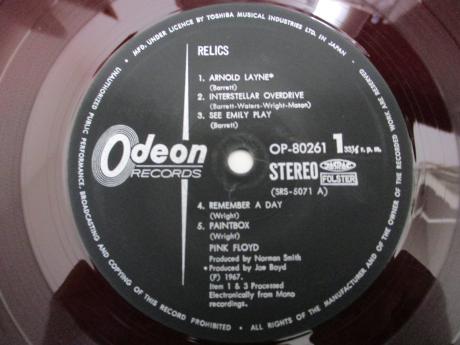 • MFD. UNDER LICENCE BY TOSHIBA MUSICAL INDUSTRIES LTD. IN JAPAN •
RELICS
1. ARNOLD LAYNE*
(Barrett)
2. INTERSTELLAR OVERDRIVE
(Barrett-Waters-Wright-Mason)
3. SEE EMILY PLAY
(Barrett)
Odeon
RECORDS
OP-80261 1 33⅓ r. p. m.
STEREO
FOLSTER
(SRS-5071 A)
4. REMEMBER A DAY
(Wright)
5. PAINTBOX
(Wright)
PINK FLOYD
Produced by Norman Smith
• Produced by Joe Boyd
(P) 1967.
Item 1 & 3 Processed
Electronically from Mono
recordings.
UNAUTHORIZED PUBLIC PERFORMANCE, BROADCASTING AND COPYING OF THIS RECORD PROHIBITED • ALL RIGHTS OF THE MANUFACTURER AND OF THE OWNER OF THE RECORDED WORK ARE RESERVED